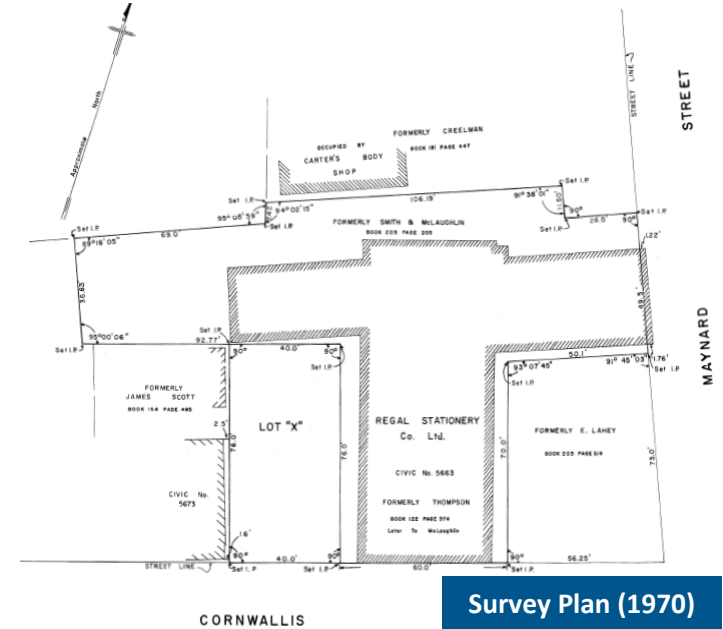 Approximate North
STREET LINE
STREET
FORMERLY CREELMAN
BOOK 181 PAGE 447
OCCUPIED BY
CARTER'S BODY
SHOP
Set I.P.
106.19'
91° 38' 01"
11.50'
90°
26.0'
90°
Set I.P.
95° 05' 59"
94° 02' 15"
Set I.P.
Set I.P.
89° 18' 05"
69.0'
FORMERLY SMITH & McLAUGHLIN
BOOK 203 PAGE 205
1.22'
49.5'
36.83'
95° 00' 06"
Set I.P.
92.77'
Set I.P.
90°
40.0'
90°
Set I.P.
50.1'
93° 07' 45"
91° 45' 03"
1.76'
Set I.P.
Set I.P.
MAYNARD
FORMERLY
JAMES SCOTT
BOOK 154 PAGE 495
2.5'
76.0'
LOT "X"
76.0'
REGAL STATIONERY
Co. Ltd.
CIVIC No. 5663
FORMERLY THOMPSON
BOOK 122 PAGE 574
Later To McLaughlin
70.0'
FORMERLY E. LAHEY
BOOK 203 PAGE 519
73.0'
CIVIC No.
5673
1.6'
90°
90°
90°
STREET LINE
Set I.P.
40.0'
Set I.P.
60.0'
Set I.P.
56.25'
CORNWALLIS
Survey Plan (1970)